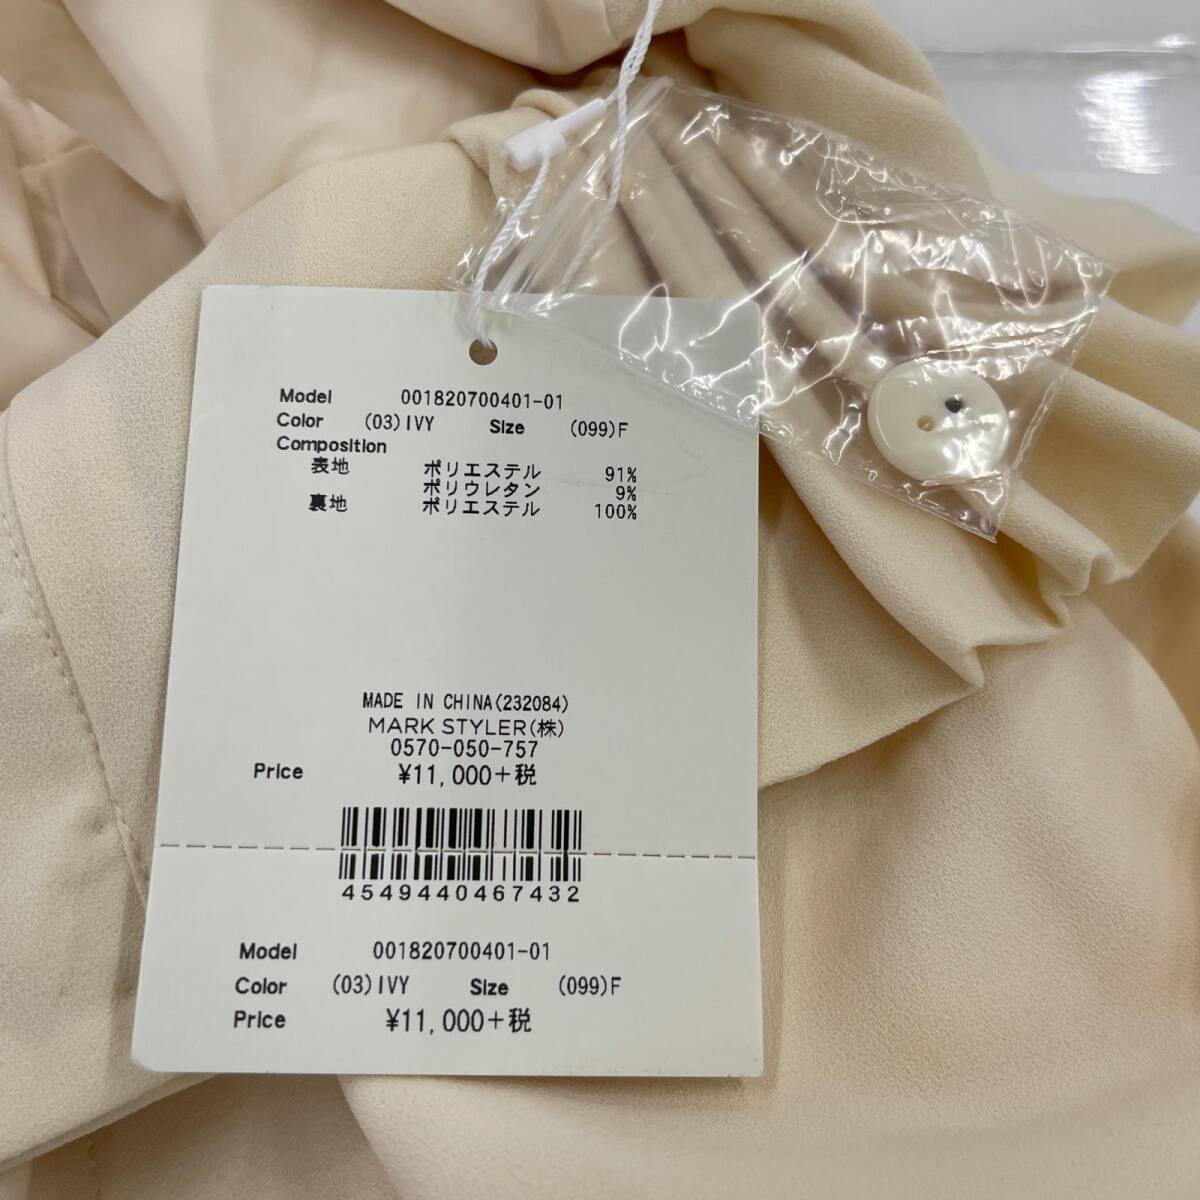 Model 001820700401-01
Color (03)IVY Size (099)F
Composition
表地 ポリエステル 91%
ポリウレタン 9%
裏地 ポリエステル 100%
MADE IN CHINA(232084)
MARK STYLER(株)
0570-050-757
Price ¥11,000+税
4549440467432
Model 001820700401-01
Color (03)IVY Size (099)F
Price ¥11,000+税